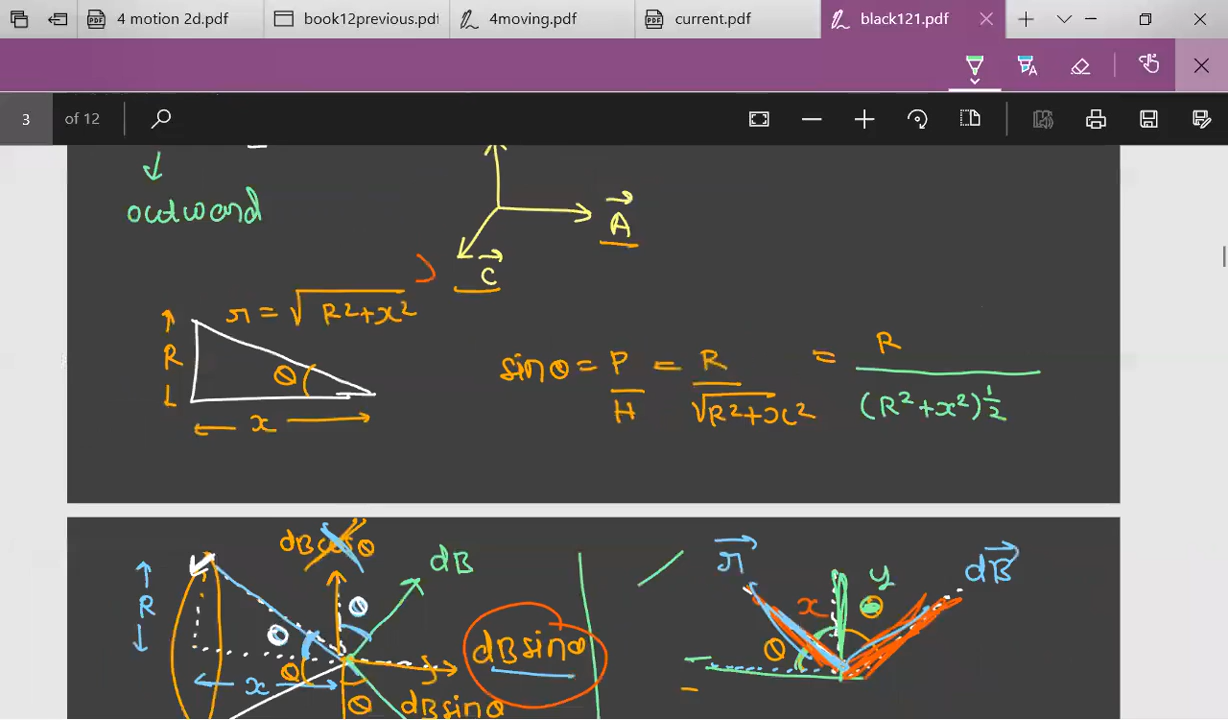 4 motion 2d.pdf book12previous.pdf 4moving.pdf current.pdf black121.pdf
3 of 12
outward
A
C
r = √R²+x²
R
θ
x
sinθ = P/H = R/√R²+x² = R/(R²+x²)^1/2
dBcosθ
dB
r
dB
y
R
θ
θ
x
θ
θ
dBsinθ
θ
θ
x
θ
dBsinθ